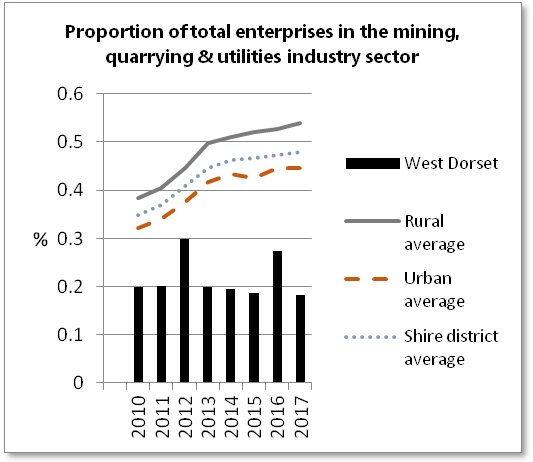 Proportion of total enterprises in the mining,
quarrying & utilities industry sector
0.6
0.5
0.4
0.3
0.2
0.1
0
%
2010
2011
2012
2013
2014
2015
2016
2017
West Dorset
Rural
average
Urban
average
Shire district
average